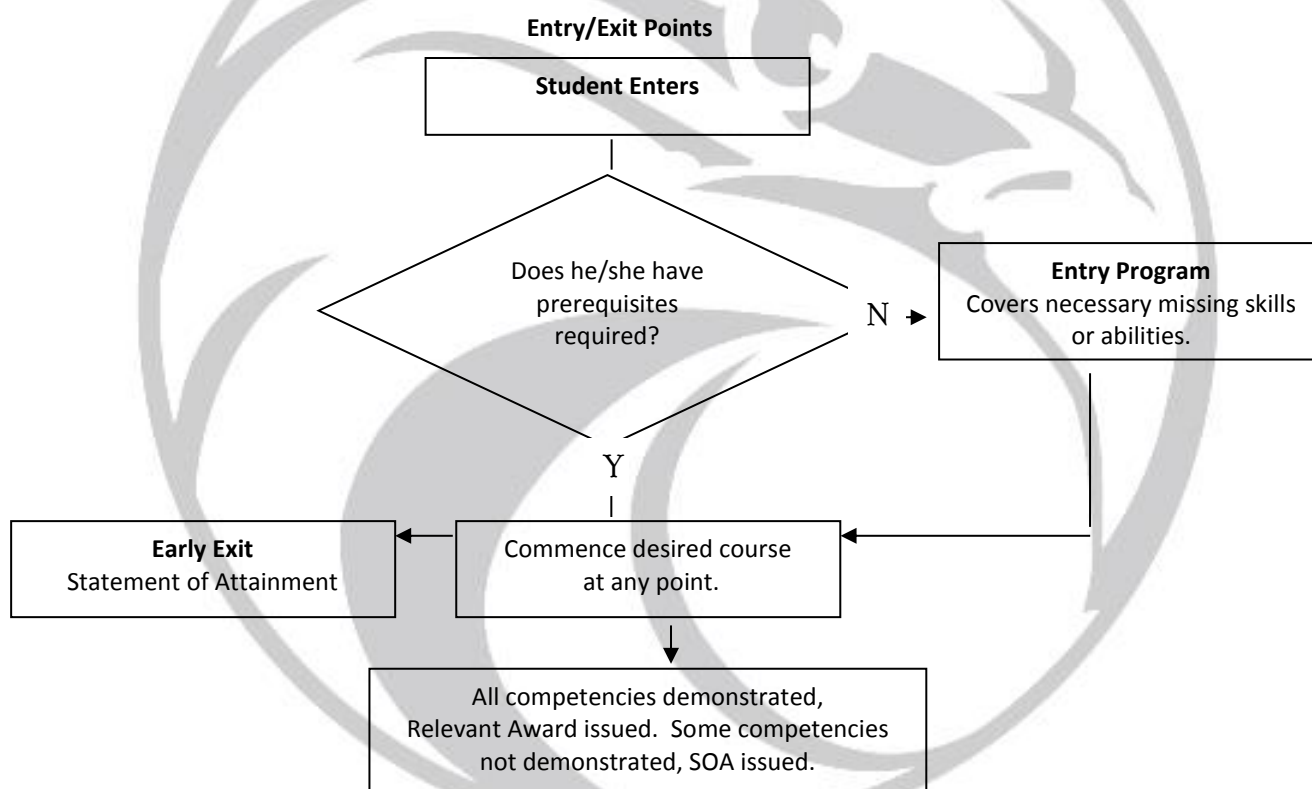 Entry/Exit Points
Student Enters
Does he/she have
prerequisites
required?
N
Entry Program
Covers necessary missing skills
or abilities.
Y
Early Exit
Statement of Attainment
Commence desired course
at any point.
All competencies demonstrated,
Relevant Award issued.  Some competencies
not demonstrated, SOA issued.